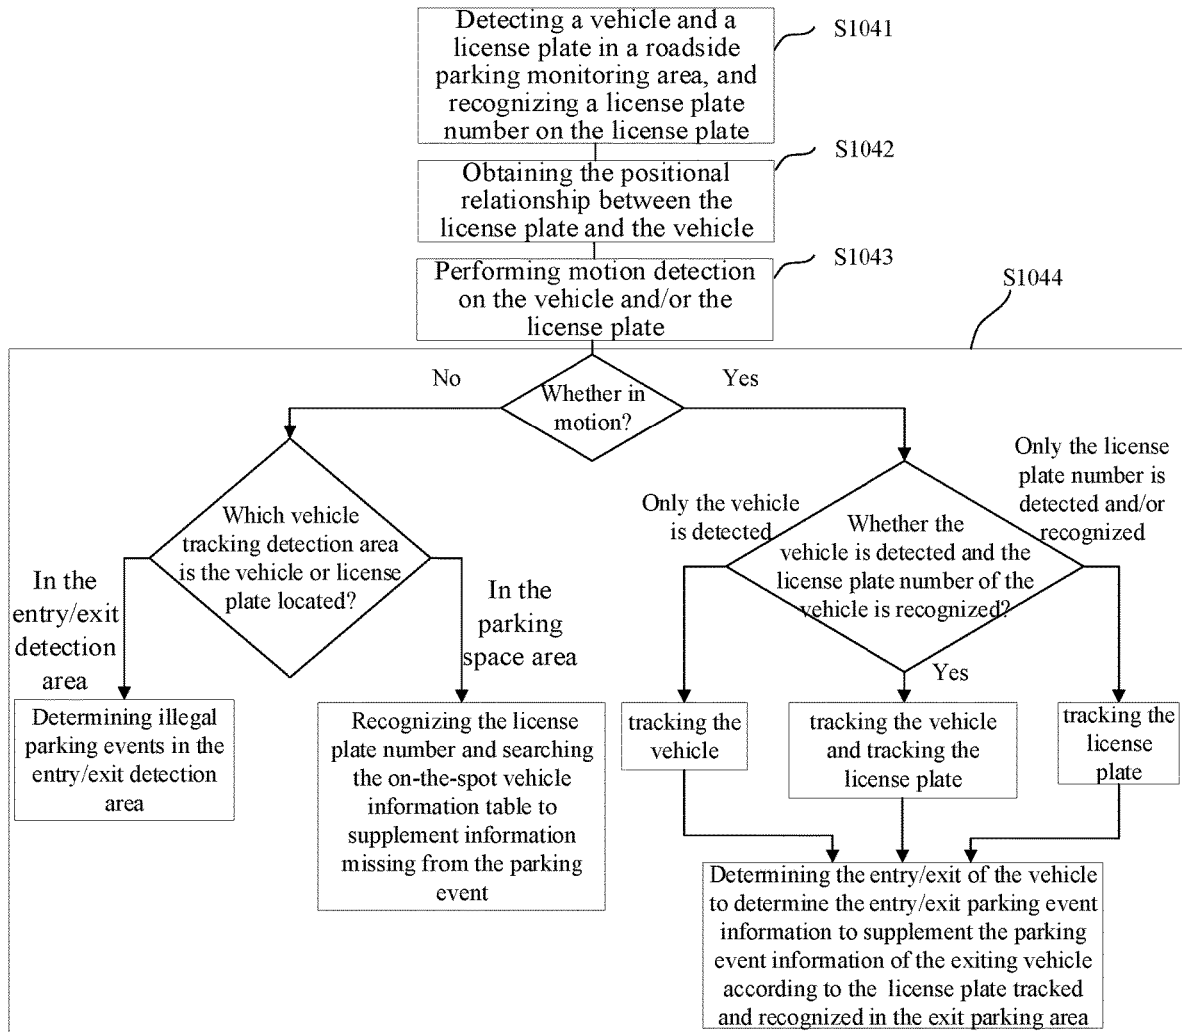 Detecting a vehicle and a
license plate in a roadside
parking monitoring area, and
recognizing a license plate
number on the license plate
S1041
Obtaining the positional
relationship between the
license plate and the vehicle
S1042
Performing motion detection
on the vehicle and/or the
license plate
S1043
S1044
Whether in
motion?
No
Yes
Which vehicle
tracking detection area
is the vehicle or license
plate located?
In the
entry/exit
detection
area
In the
parking
space area
Determining illegal
parking events in the
entry/exit detection
area
Recognizing the license
plate number and searching
the on-the-spot vehicle
information table to
supplement information
missing from the parking
event
Whether the
vehicle is detected and the
license plate number of the
vehicle is recognized?
Only the vehicle
is detected
Only the license
plate number is
detected and/or
recognized
Yes
tracking the
vehicle
tracking the vehicle
and tracking the
license plate
tracking the
license
plate
Determining the entry/exit of the vehicle
to determine the entry/exit parking event
information to supplement the parking
event information of the exiting vehicle
according to the license plate tracked
and recognized in the exit parking area